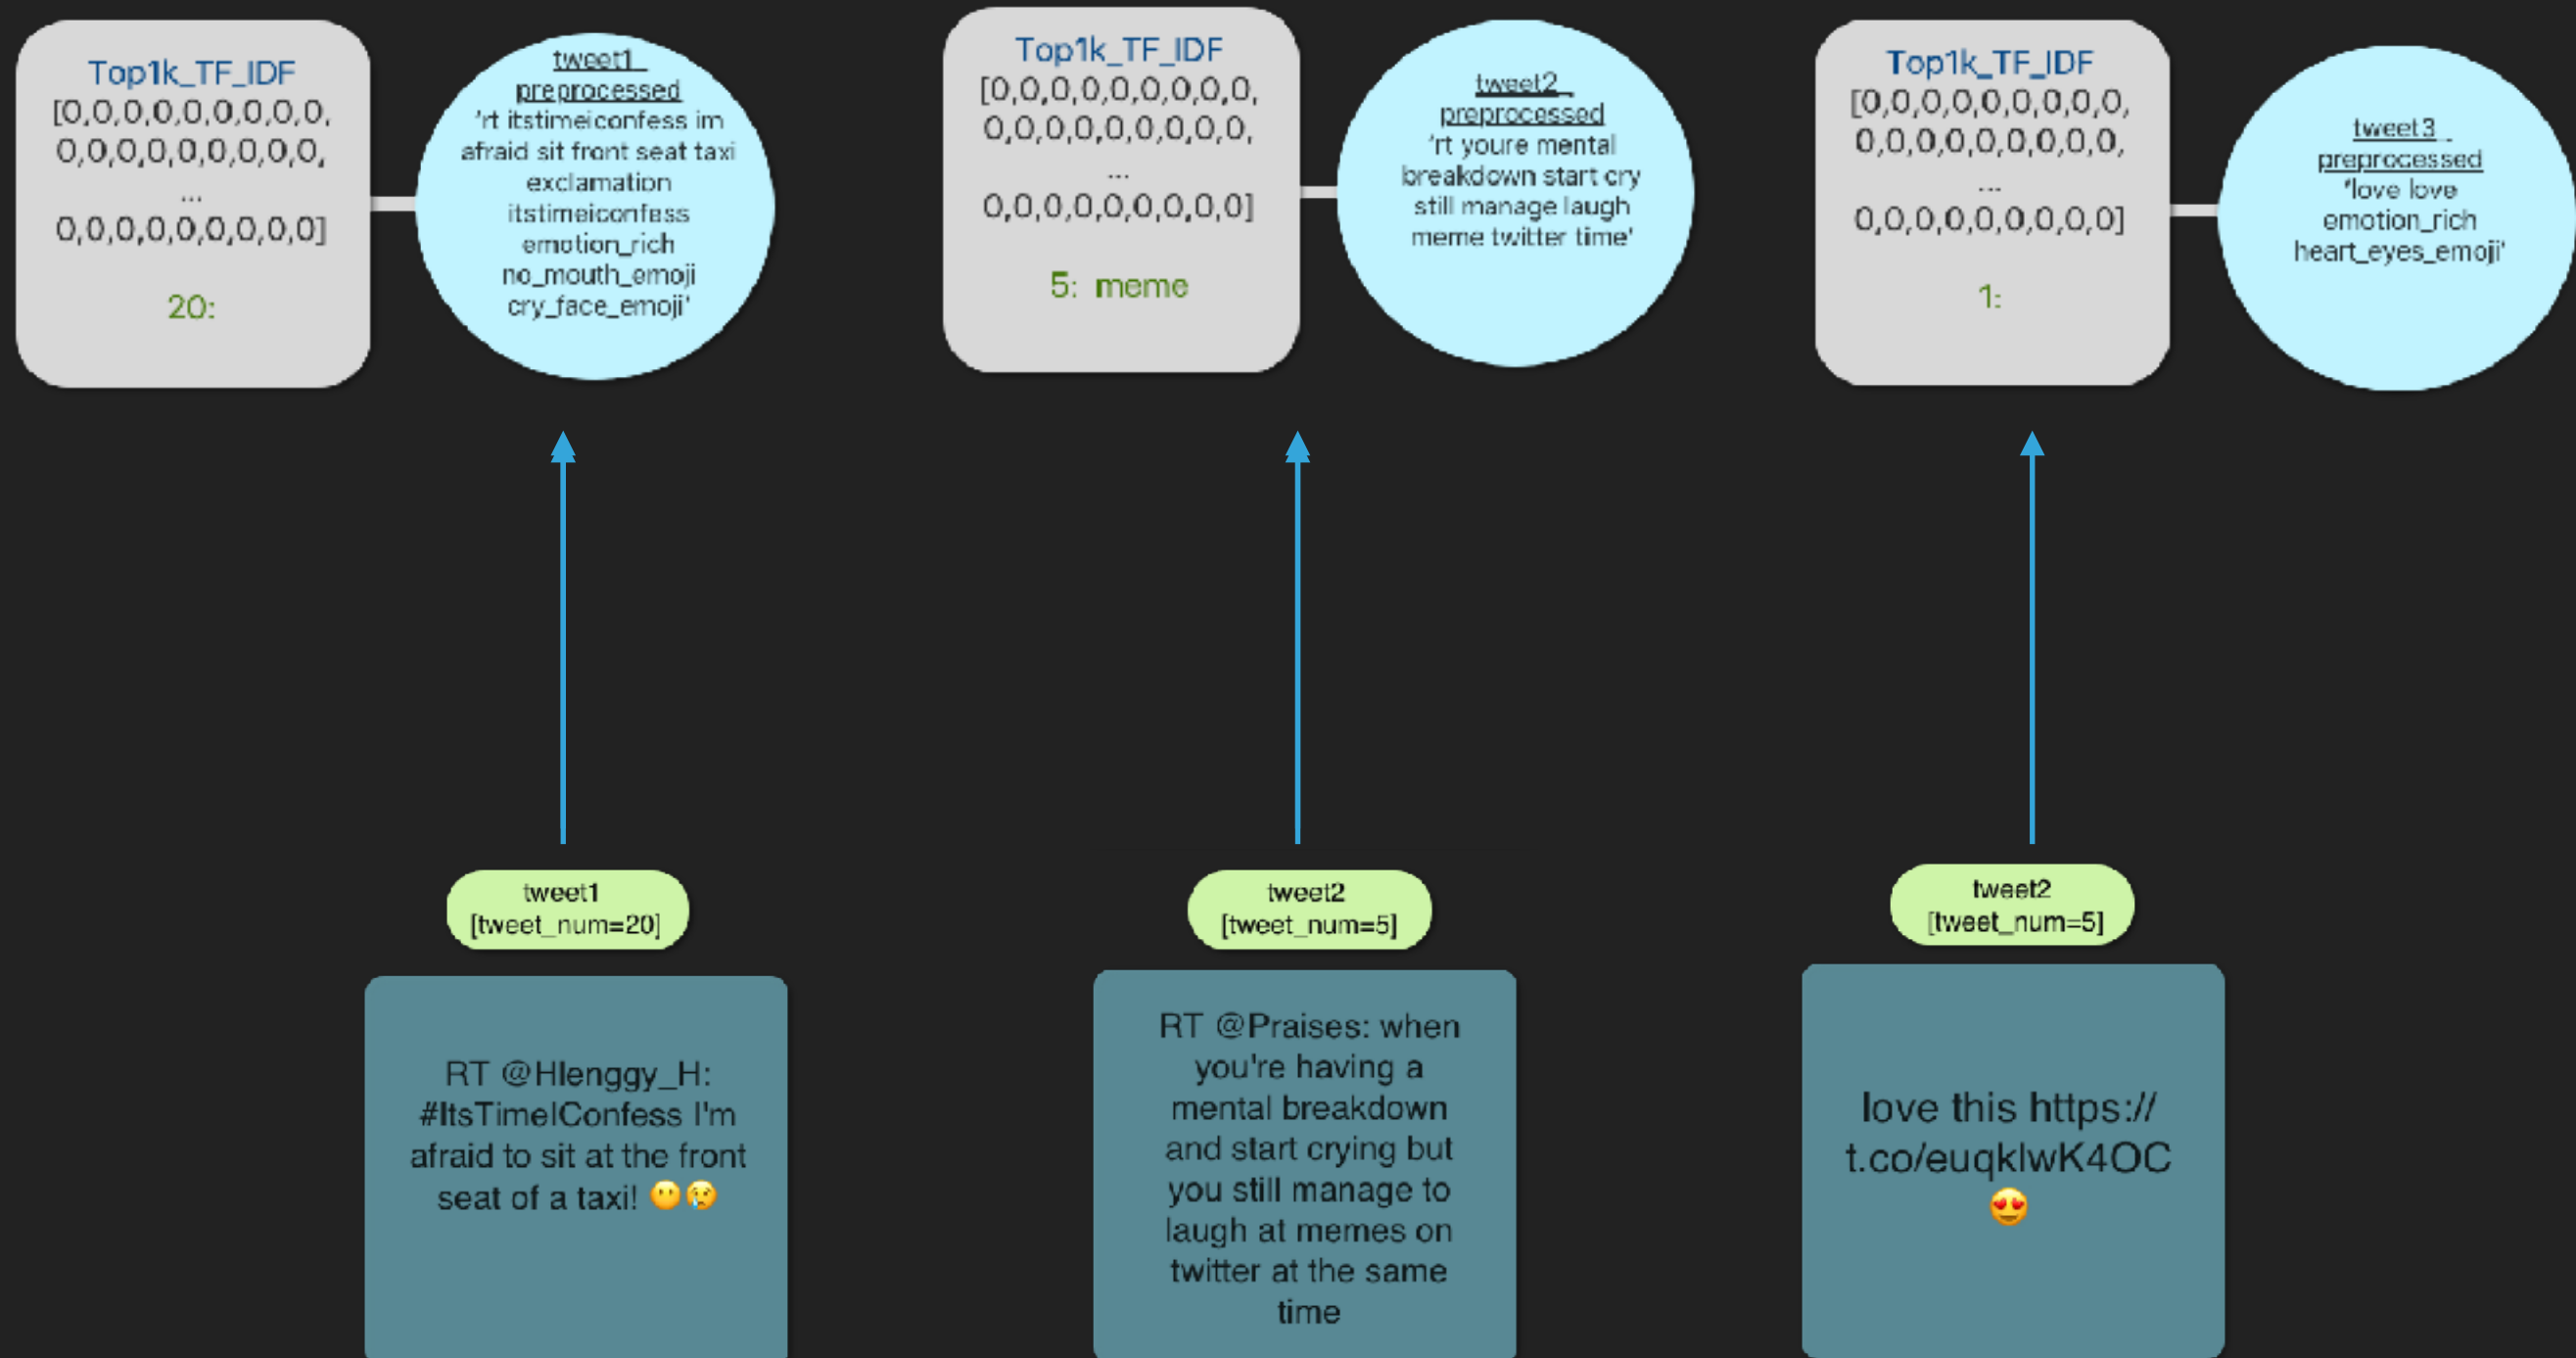 Top1k_TF_IDF
[0,0,0,0,0,0,0,0,0,
0,0,0,0,0,0,0,0,0,
...
0,0,0,0,0,0,0,0,0]
20:
tweet1_
preprocessed
'rt itstimeiconfess im
afraid sit front seat taxi
exclamation
itstimeiconfess
emotion_rich
no_mouth_emoji
cry_face_emoji'
Top1k_TF_IDF
[0,0,0,0,0,0,0,0,0,
0,0,0,0,0,0,0,0,0,
...
0,0,0,0,0,0,0,0,0]
5: meme
tweet2_
preprocessed
'rt youre mental
breakdown start cry
still manage laugh
meme twitter time'
Top1k_TF_IDF
[0,0,0,0,0,0,0,0,0,
0,0,0,0,0,0,0,0,0,
...
0,0,0,0,0,0,0,0,0]
1:
tweet3_
preprocessed
'love love
emotion_rich
heart_eyes_emoji'
tweet1
[tweet_num=20]
RT @Hlenggy_H:
#ItsTimeIConfess I'm
afraid to sit at the front
seat of a taxi! 😶😢
tweet2
[tweet_num=5]
RT @Praises: when
you're having a
mental breakdown
and start crying but
you still manage to
laugh at memes on
twitter at the same
time
tweet2
[tweet_num=5]
love this https://
t.co/euqklwK4OC
😍